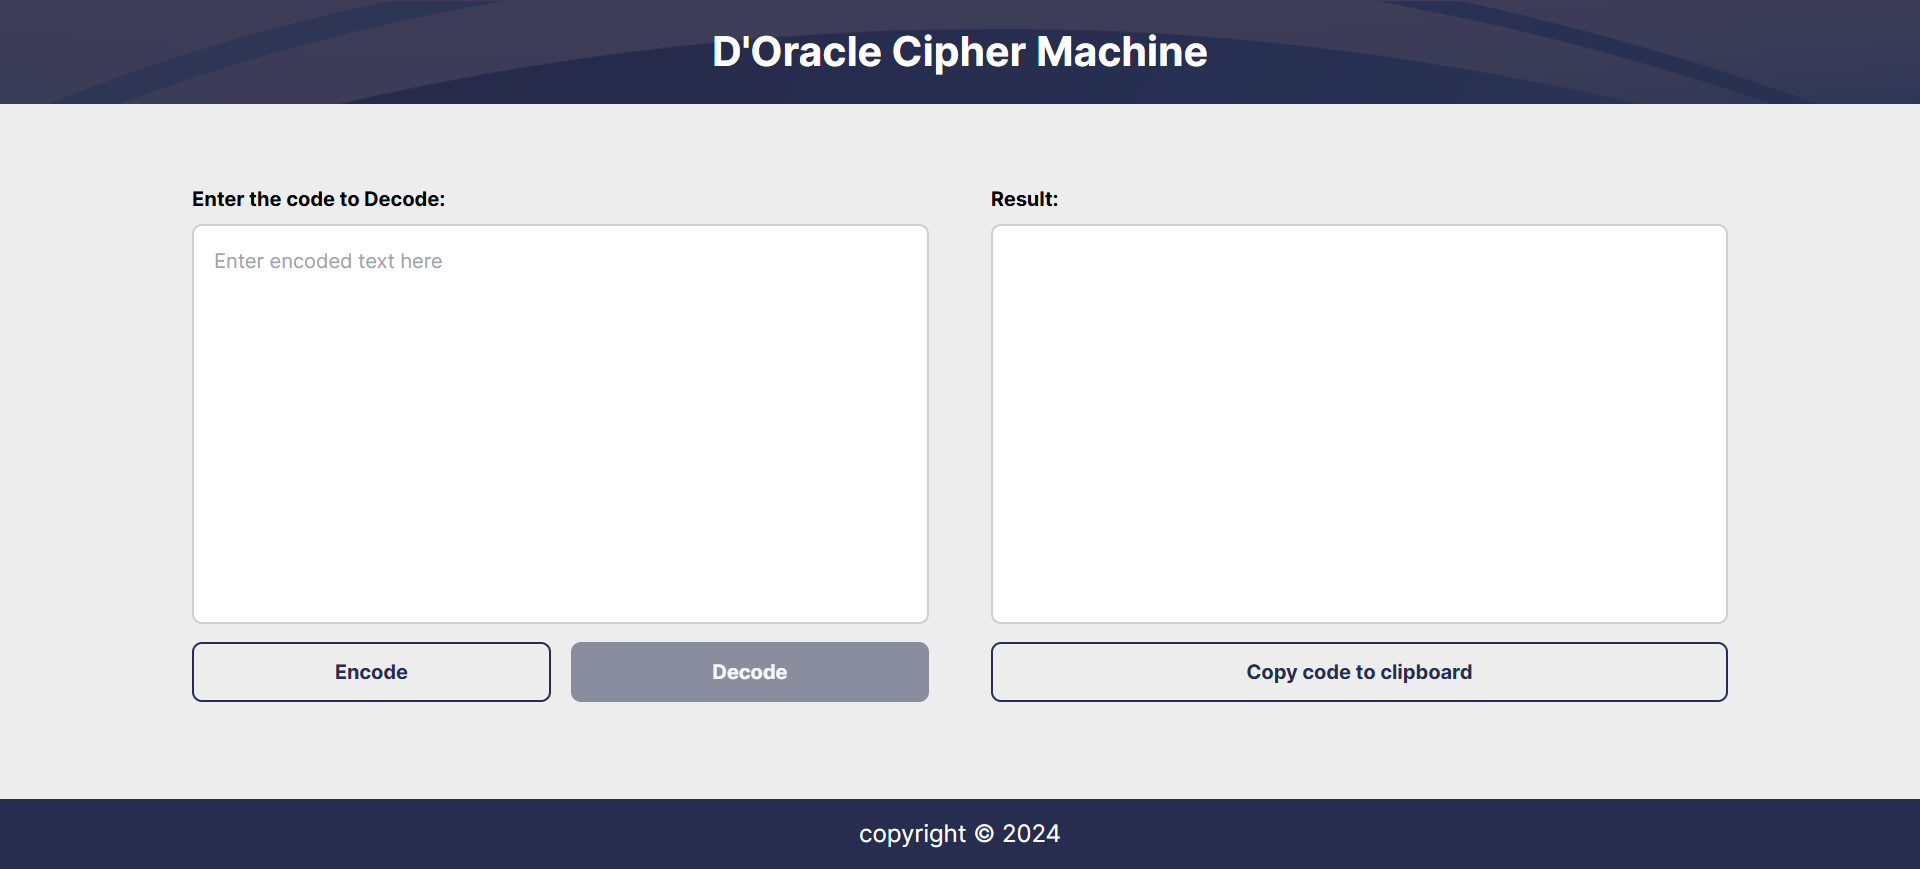 D'Oracle Cipher Machine
Enter the code to Decode:
Enter encoded text here
Encode
Decode
Result:
Copy code to clipboard
copyright © 2024